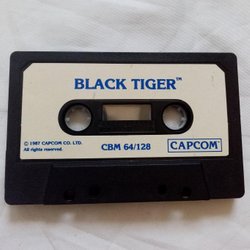 BLACK TIGER™
© 1987 CAPCOM CO. LTD.
All rights reserved.
CBM 64/128
CAPCOM